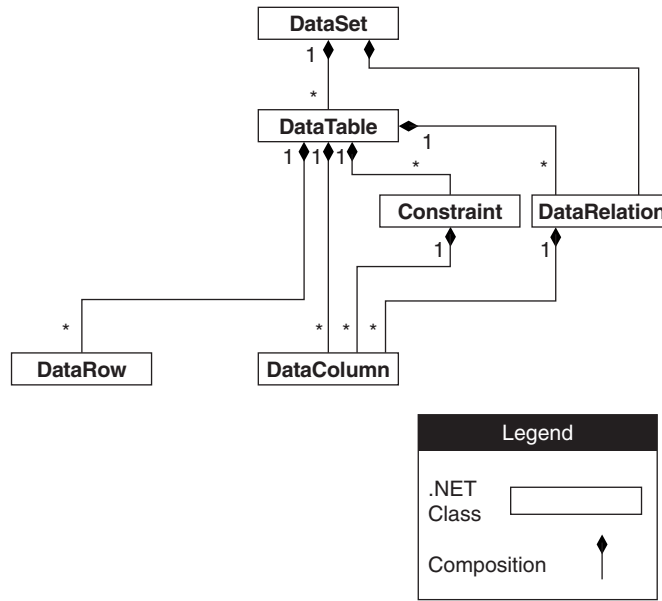 DataSet
1
*
DataTable
1
1 1 1
*
*
Constraint
DataRelation
1
1
*
* * *
DataRow
DataColumn
Legend
.NET
Class
Composition